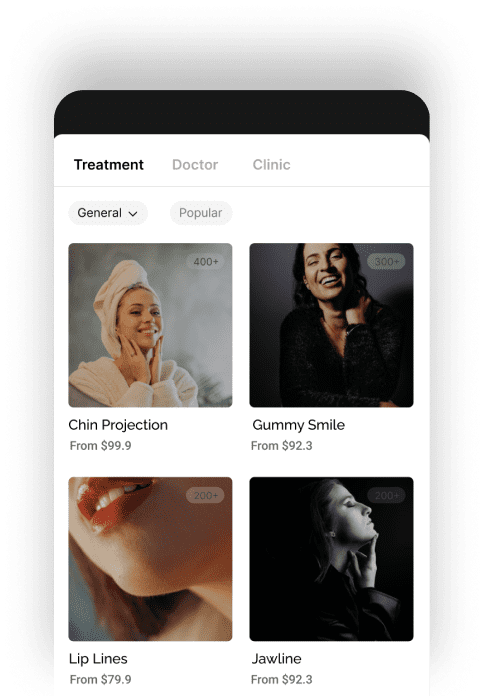 Treatment Doctor Clinic
General Popular
400+ 300+
Chin Projection Gummy Smile
From $99.9 From $92.3
200+ 200+
Lip Lines Jawline
From $79.9 From $92.3